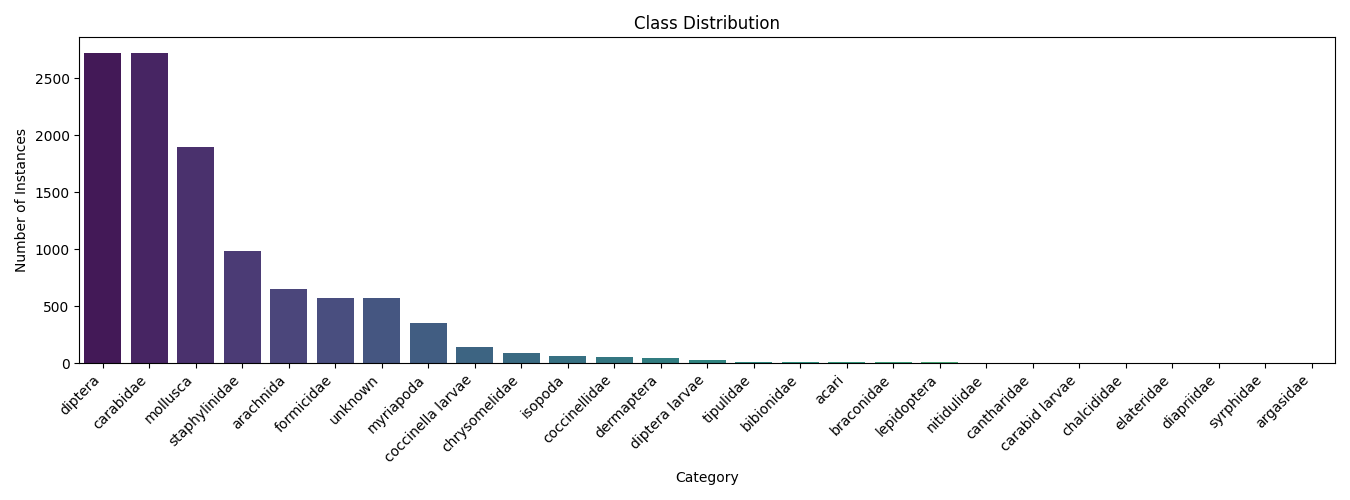 Class Distribution
Number of Instances
2500
2000
1500
1000
500
0
diptera
carabidae
mollusca
staphylinidae
arachnida
formicidae
unknown
myriapoda
coccinella larvae
chrysomelidae
isopoda
coccinellidae
dermaptera
diptera larvae
tipulidae
bibionidae
acari
braconidae
lepidoptera
nitidulidae
cantharidae
carabid larvae
chalcididae
elateridae
diapriidae
syrphidae
argasidae
Category